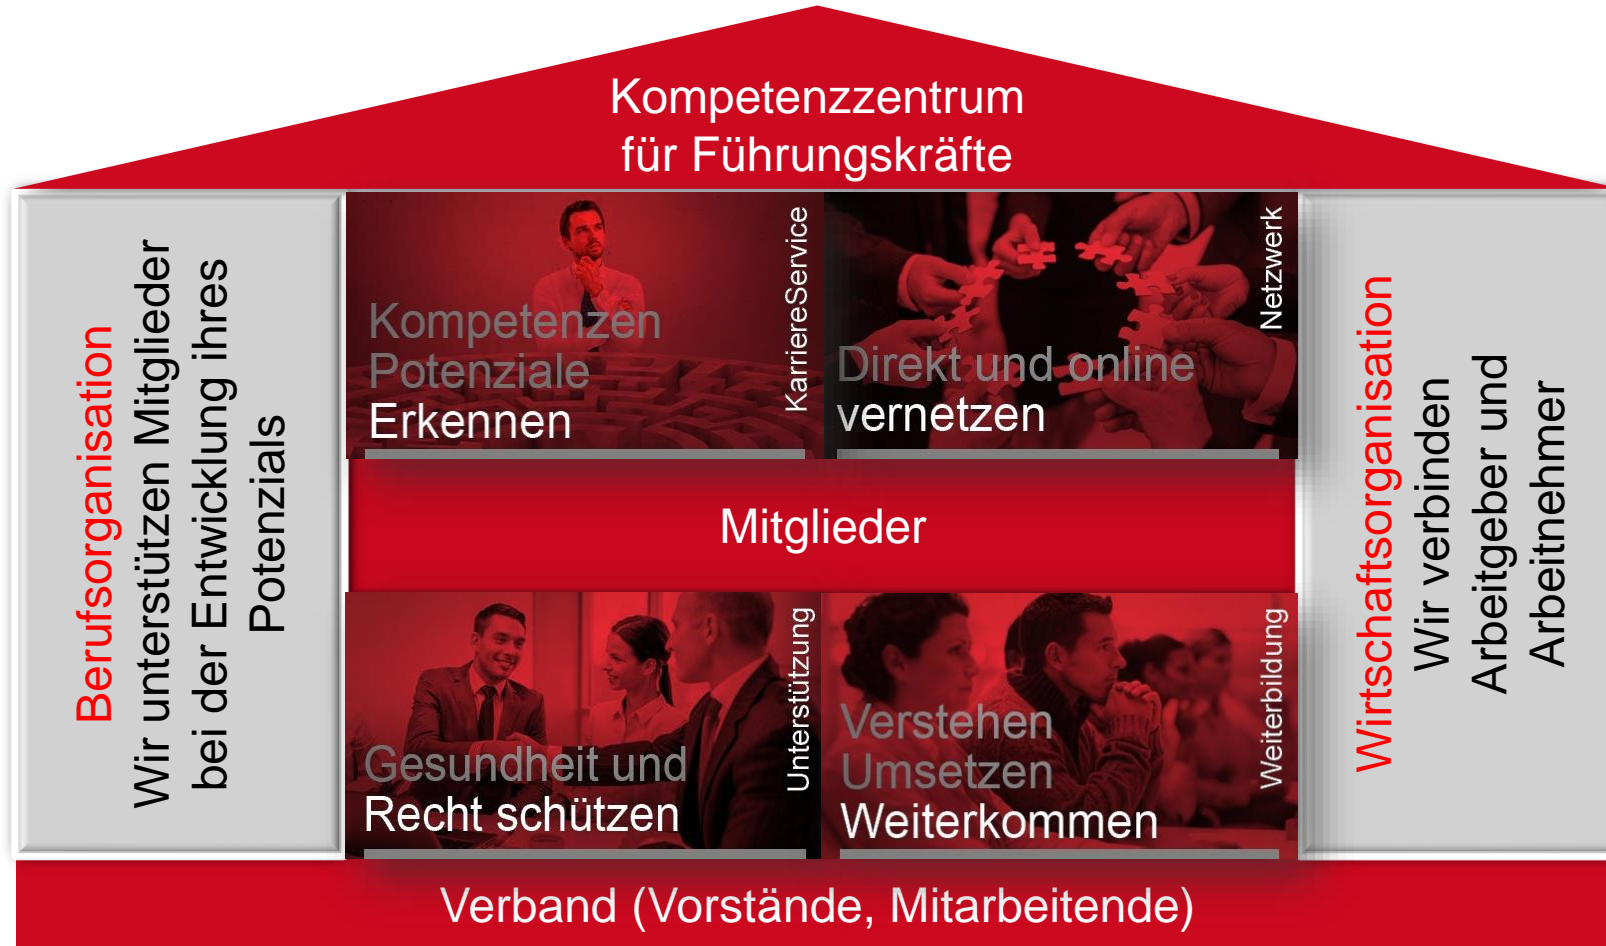 Kompetenzzentrum
für Führungskräfte
Berufsorganisation
Wir unterstützen Mitglieder
bei der Entwicklung ihres
Potenzials
Kompetenzen
Potenziale
Erkennen
KarriereService
Direkt und online
vernetzen
Netzwerk
Mitglieder
Gesundheit und
Recht schützen
Unterstützung
Verstehen
Umsetzen
Weiterkommen
Weiterbildung
Wirtschaftsorganisation
Wir verbinden
Arbeitgeber und
Arbeitnehmer
Verband (Vorstände, Mitarbeitende)